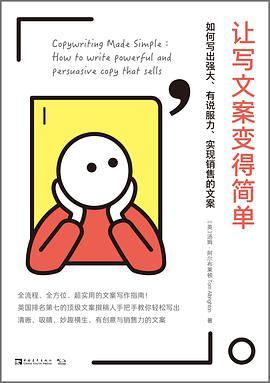 Copywriting Made Simple :
How to write powerful and
persuasive copy that sells
让写文案变得简单
如何写出强大、有说服力、实现销售的文案
[英]汤姆·阿尔布莱顿 Tom Albrighton 著
全流程、全方位、超实用的文案写作指南!
英国排名第七的顶级文案撰稿人手把手教你轻松写出
清晰、吸睛、妙趣横生、有创意与销售力的文案